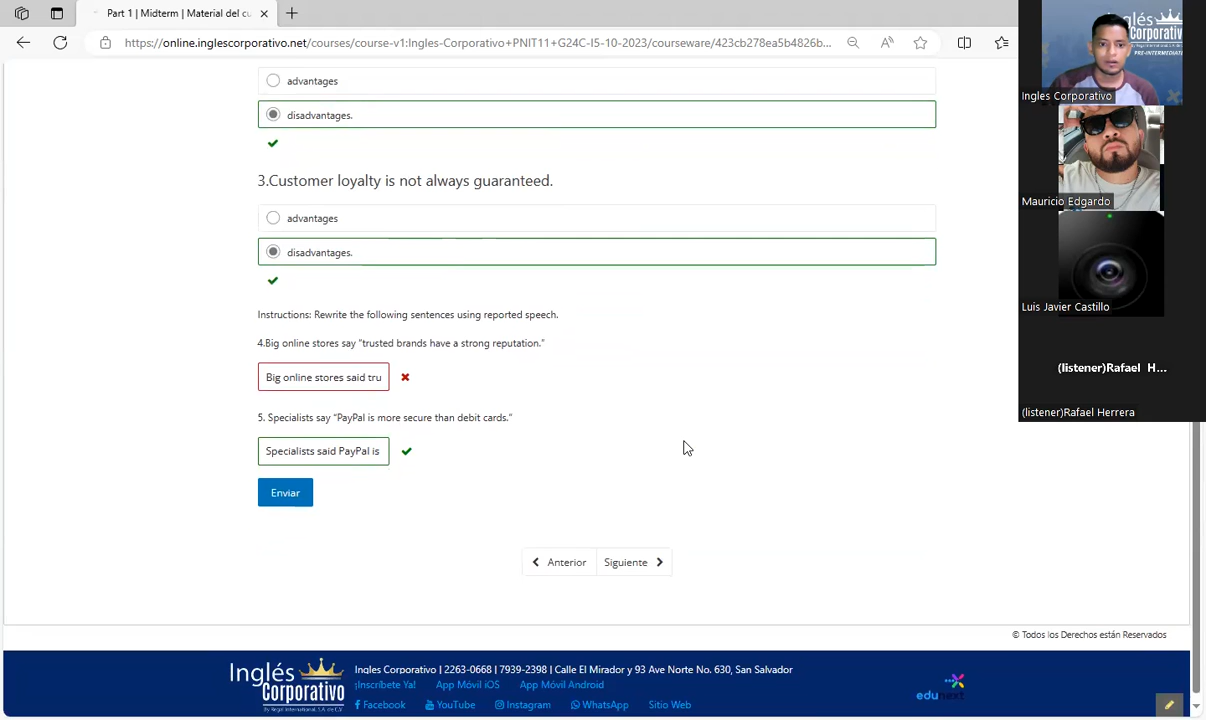 Part 1 | Midterm | Material del cu
https://online.inglescorporativo.net/courses/course-v1:Ingles-Corporativo+PNIT11+G24C-I5-10-2023/courseware/423cb278ea5b4826b...
advantages
disadvantages.
3.Customer loyalty is not always guaranteed.
advantages
disadvantages.
Instructions: Rewrite the following sentences using reported speech.
4.Big online stores say “trusted brands have a strong reputation.”
Big online stores said tru
5. Specialists say “PayPal is more secure than debit cards.”
Specialists said PayPal is
Enviar
Anterior
Siguiente
© Todos los Derechos están Reservados
Inglés
Corporativo
Ingles Corporativo | 2263-0668 | 7939-2398 | Calle El Mirador y 93 Ave Norte No. 630, San Salvador
¡Inscríbete Ya! App Móvil iOS App Móvil Android
Facebook YouTube Instagram WhatsApp Sitio Web
edunext
Inglés
Corporativo
PRE-INTERMEDIATE
Ingles Corporativo
Mauricio Edgardo
Luis Javier Castillo
(listener)Rafael H...
(listener)Rafael Herrera